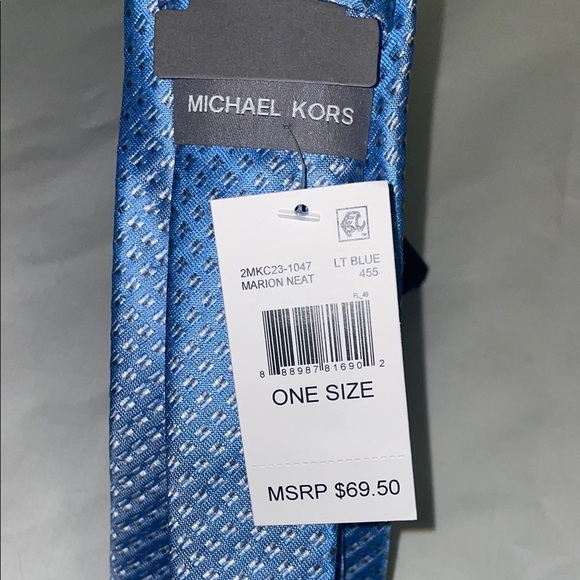 MICHAEL KORS
2MKC23-1047 LT BLUE
MARION NEAT 455
FL_49
8 88987 81690 2
ONE SIZE
MSRP $69.50